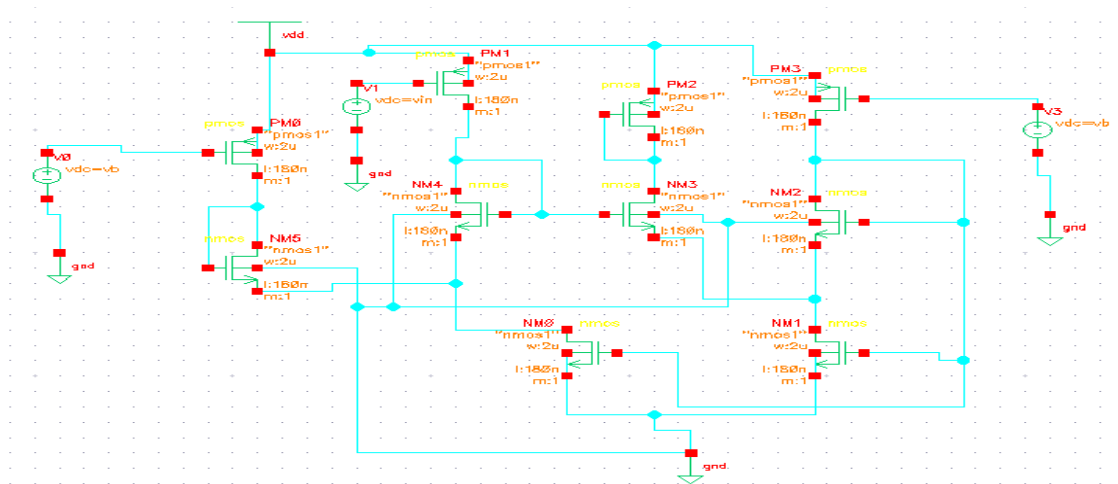 vdd
pmos
PM1
"pmos1"
w:2u
l:180n
m:1
V1
vdc=vin
gnd
pmos
PM2
"pmos1"
w:2u
l:180n
m:1
PM3
pmos
"pmos1"
w:2u
l:180n
m:1
V3
vdc=vb
gnd
pmos
PM0
"pmos1"
w:2u
l:180n
m:1
V0
vdc=vb
gnd
NM4
nmos
"nmos1"
w:2u
l:180n
m:1
nmos
NM3
"nmos1"
w:2u
l:180n
m:1
NM2
nmos
"nmos1"
w:2u
l:180n
m:1
nmos
NM5
"nmos1"
w:2u
l:180n
m:1
NM0
nmos
"nmos1"
w:2u
l:180n
m:1
NM1
nmos
"nmos1"
w:2u
l:180n
m:1
gnd